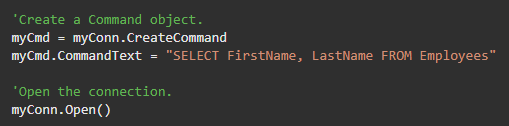 'Create a Command object.
myCmd = myConn.CreateCommand
myCmd.CommandText = "SELECT FirstName, LastName FROM Employees"
'Open the connection.
myConn.Open()